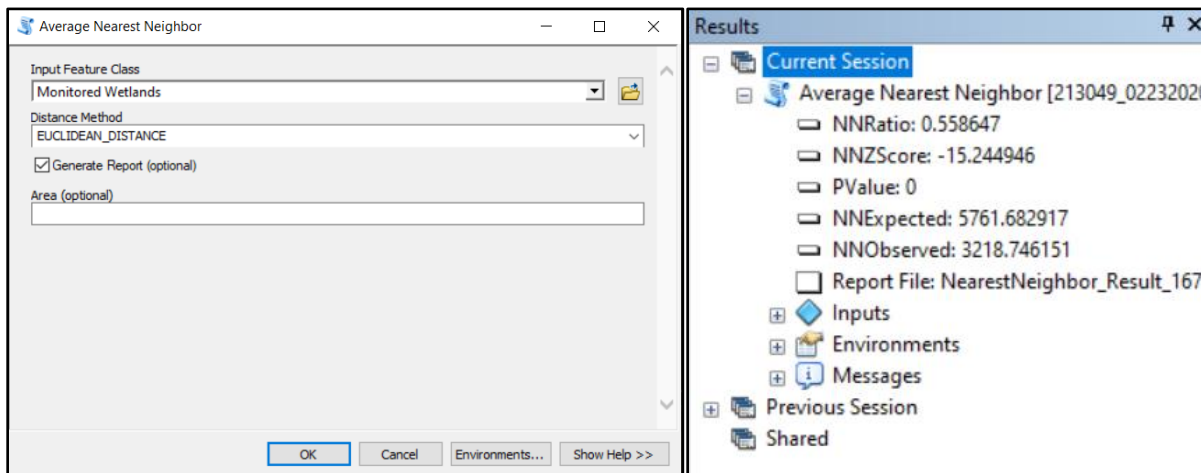 Average Nearest Neighbor
Input Feature Class
Monitored Wetlands
Distance Method
EUCLIDEAN_DISTANCE
Generate Report (optional)
Area (optional)
OK
Cancel
Environments...
Show Help >>
Results
Current Session
Average Nearest Neighbor [213049_0223202
NNRatio: 0.558647
NNZScore: -15.244946
PValue: 0
NNExpected: 5761.682917
NNObserved: 3218.746151
Report File: NearestNeighbor_Result_167
Inputs
Environments
Messages
Previous Session
Shared